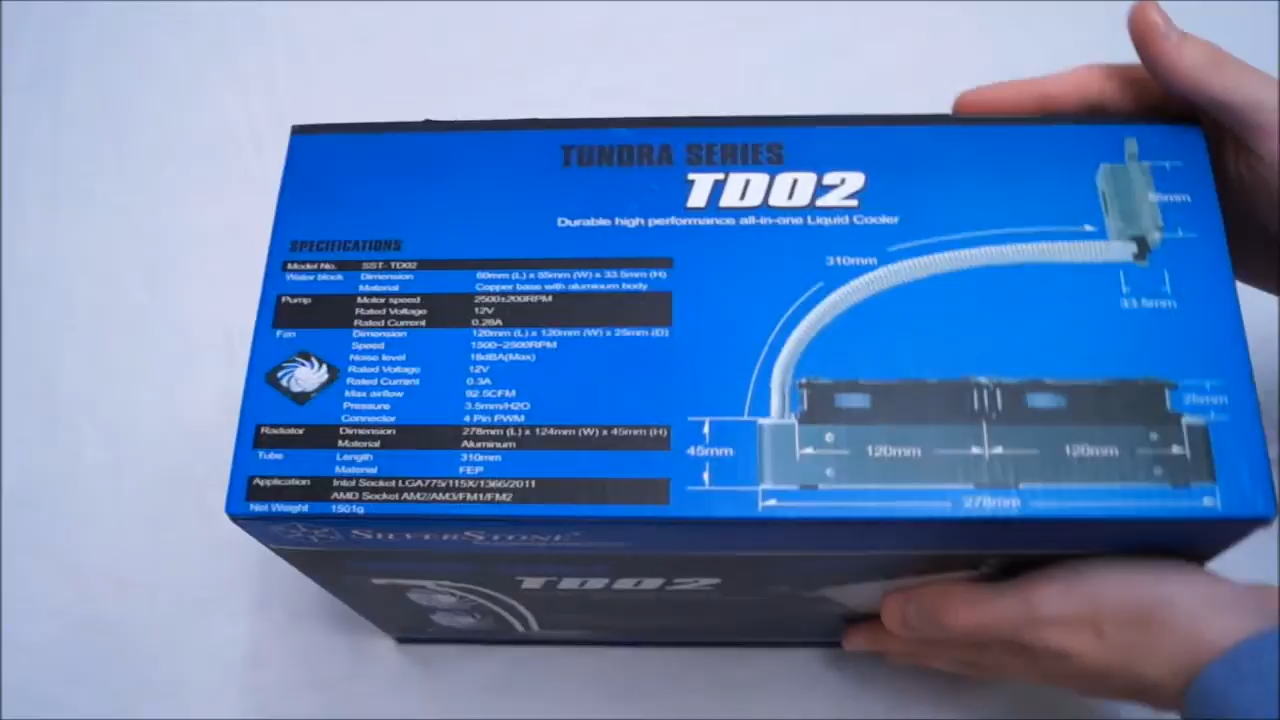 TUNDRA SERIES
TD02
Durable high performance all-in-one Liquid Cooler
SPECIFICATIONS
Model No. SST-TD02
Water block Dimension 60mm (L) x 55mm (W) x 33.5mm (H)
Material Copper base with aluminum body
Pump Motor speed 2500±200RPM
Rated Voltage 12V
Rated Current 0.28A
Fan Dimension 120mm (L) x 120mm (W) x 25mm (D)
Speed 1500~2500RPM
Noise level 18dBA(Max)
Rated Voltage 12V
Rated Current 0.3A
Max airflow 92.5CFM
Pressure 3.5mm/H2O
Connector 4 Pin PWM
Radiator Dimension 278mm (L) x 124mm (W) x 45mm (H)
Material Aluminum
Tube Length 310mm
Material FEP
Application Intel Socket LGA775/115X/1366/2011
AMD Socket AM2/AM3/FM1/FM2
Net Weight 1501g
310mm
33.5mm
25mm
45mm
120mm
120mm
278mm
SILVERSTONE
TD02